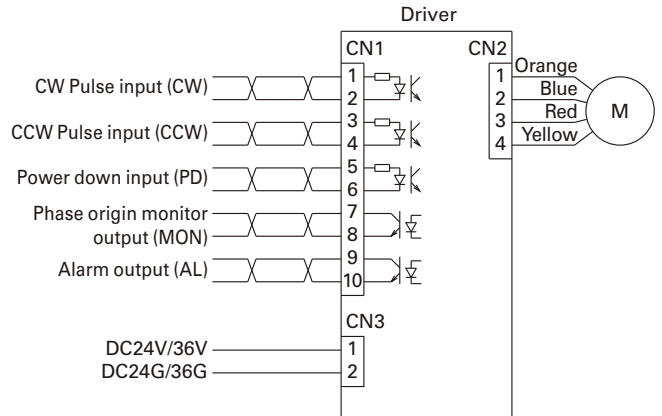 Driver
CN1
CN2
CW Pulse input (CW)
1
2
CCW Pulse input (CCW)
3
4
Power down input (PD)
5
6
Phase origin monitor
output (MON)
7
8
Alarm output (AL)
9
10
1
Orange
2
Blue
3
Red
4
Yellow
M
CN3
DC24V/36V
1
DC24G/36G
2